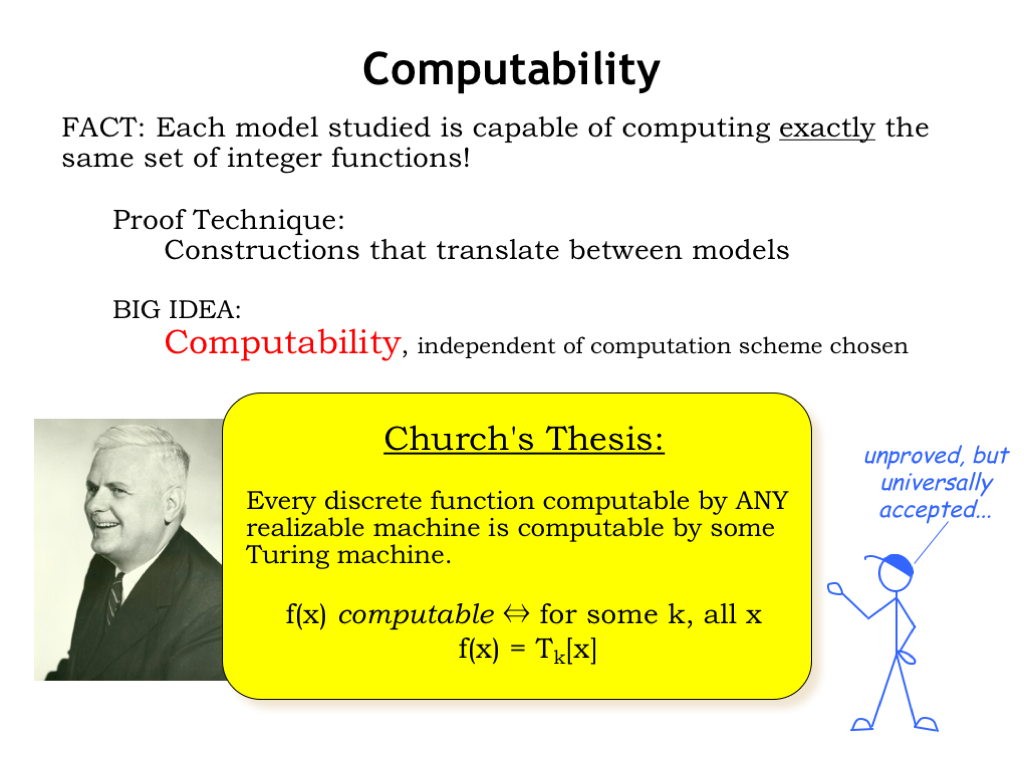 Computability
FACT: Each model studied is capable of computing exactly the
same set of integer functions!
Proof Technique:
Constructions that translate between models
BIG IDEA:
Computability, independent of computation scheme chosen
Church's Thesis:
Every discrete function computable by ANY
realizable machine is computable by some
Turing machine.
f(x) computable ⇔ for some k, all x
f(x) = Tk[x]
unproved, but
universally
accepted...